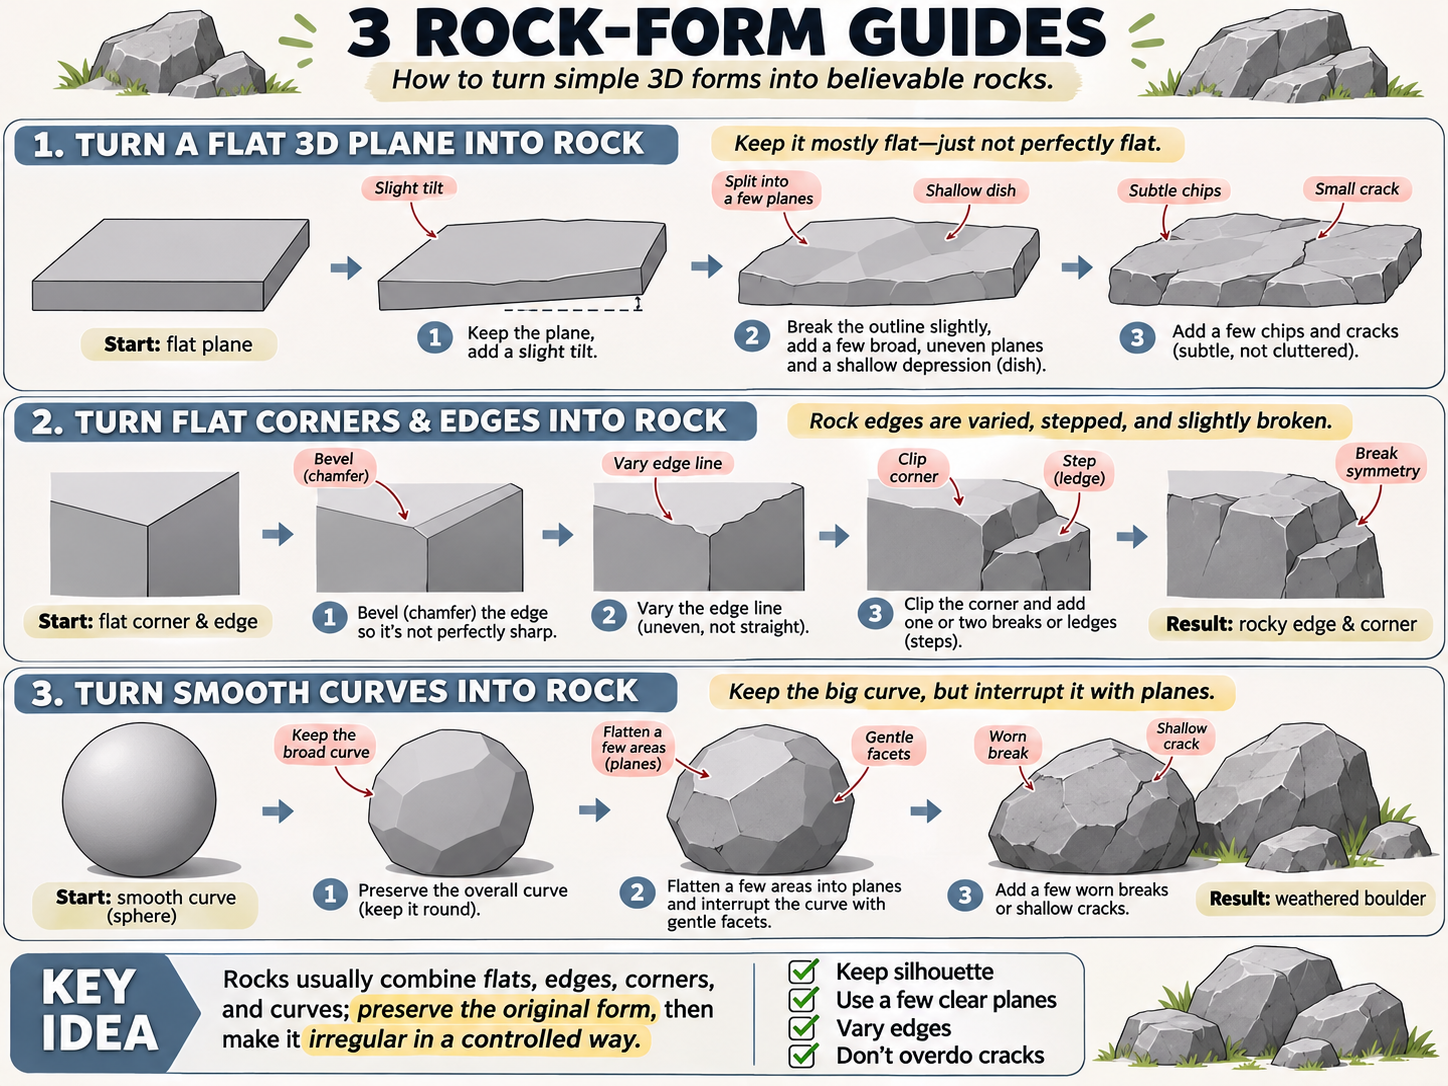 3 ROCK-FORM GUIDES
How to turn simple 3D forms into believable rocks.
1. TURN A FLAT 3D PLANE INTO ROCK
Keep it mostly flat—just not perfectly flat.
Slight tilt
Split into
a few planes
Shallow dish
Subtle chips
Small crack
Start: flat plane
1
Keep the plane,
add a slight tilt.
2
Break the outline slightly,
add a few broad, uneven planes
and a shallow depression (dish).
3
Add a few chips and cracks
(subtle, not cluttered).
2. TURN FLAT CORNERS & EDGES INTO ROCK
Rock edges are varied, stepped, and slightly broken.
Bevel
(chamfer)
Vary edge line
Clip
corner
Step
(ledge)
Break
symmetry
Start: flat corner & edge
1
Bevel (chamfer) the edge
so it's not perfectly sharp.
2
Vary the edge line
(uneven, not straight).
3
Clip the corner and add
one or two breaks or ledges
(steps).
Result: rocky edge & corner
3. TURN SMOOTH CURVES INTO ROCK
Keep the big curve, but interrupt it with planes.
Keep the
broad curve
Flatten a
few areas
(planes)
Gentle
facets
Worn
break
Shallow
crack
Start: smooth curve
(sphere)
1
Preserve the overall curve
(keep it round).
2
Flatten a few areas into planes
and interrupt the curve with
gentle facets.
3
Add a few worn breaks
or shallow cracks.
Result: weathered boulder
KEY
IDEA
Rocks usually combine flats, edges, corners,
and curves; preserve the original form, then
make it irregular in a controlled way.
Keep silhouette
Use a few clear planes
Vary edges
Don't overdo cracks